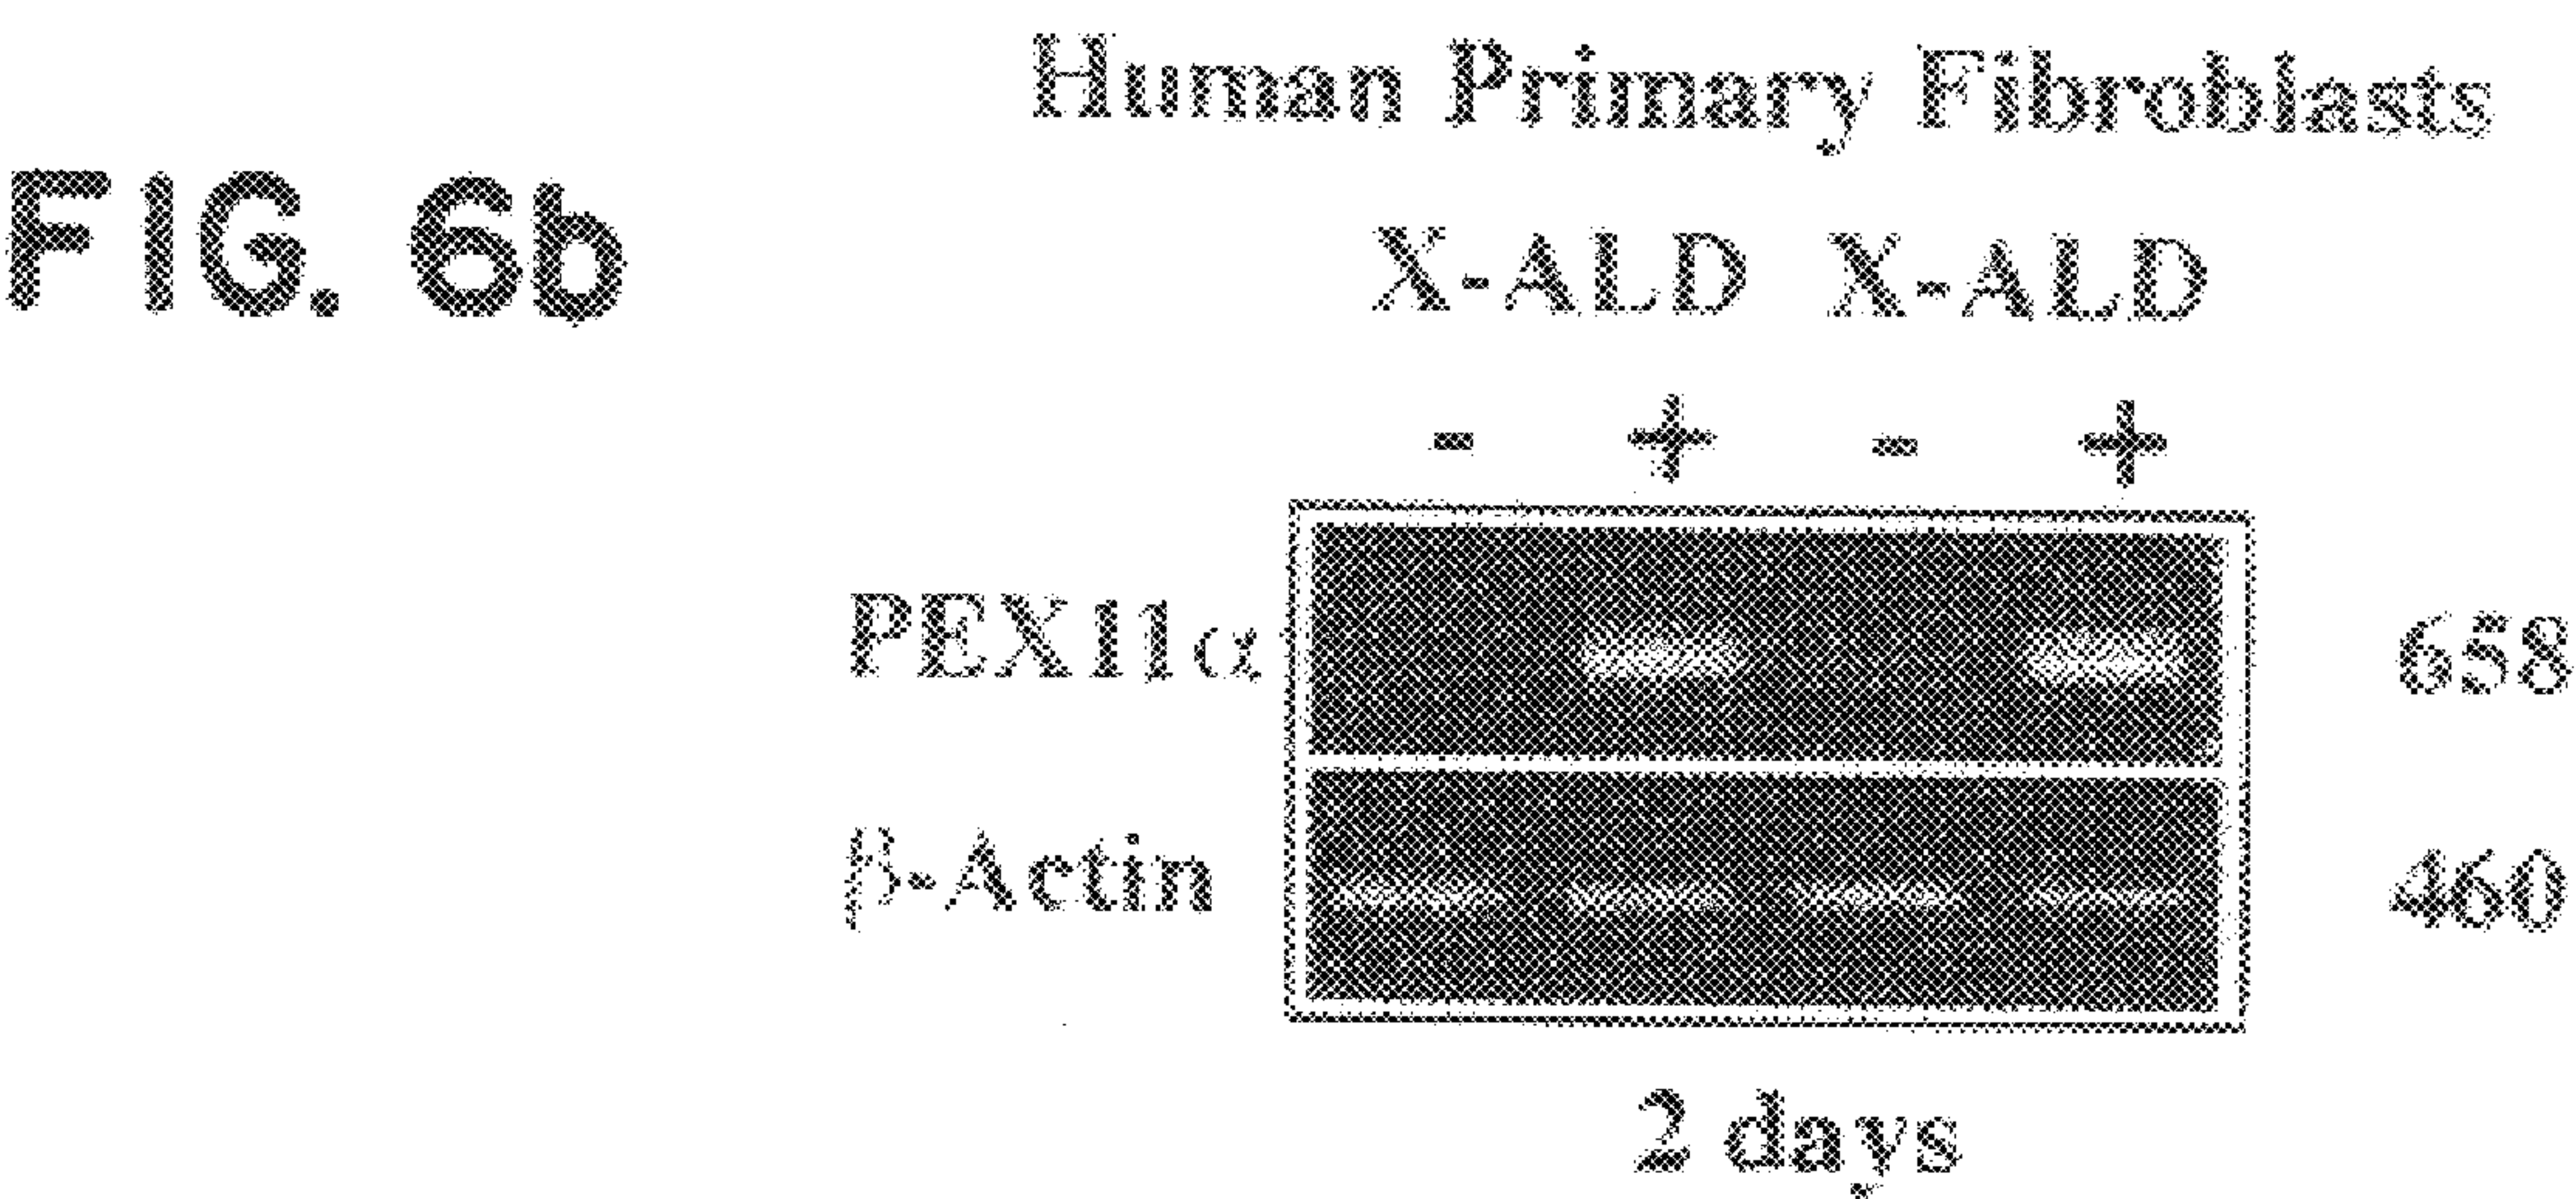 Human Primary Fibroblasts
FIG. 6b
X-ALD X-ALD
- + - +
PEX11α 658
β-Actin 460
2 days